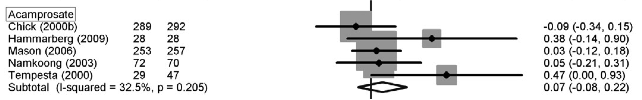 Acamprosate
Chick (2000b) 289 292 -0.09 (-0.34, 0.15)
Hammarberg (2009) 28 28 0.38 (-0.14, 0.90)
Mason (2006) 253 257 0.03 (-0.12, 0.18)
Namkoong (2003) 72 70 0.05 (-0.21, 0.31)
Tempesta (2000) 29 47 0.47 (0.00, 0.93)
Subtotal (I-squared = 32.5%, p = 0.205) 0.07 (-0.08, 0.22)